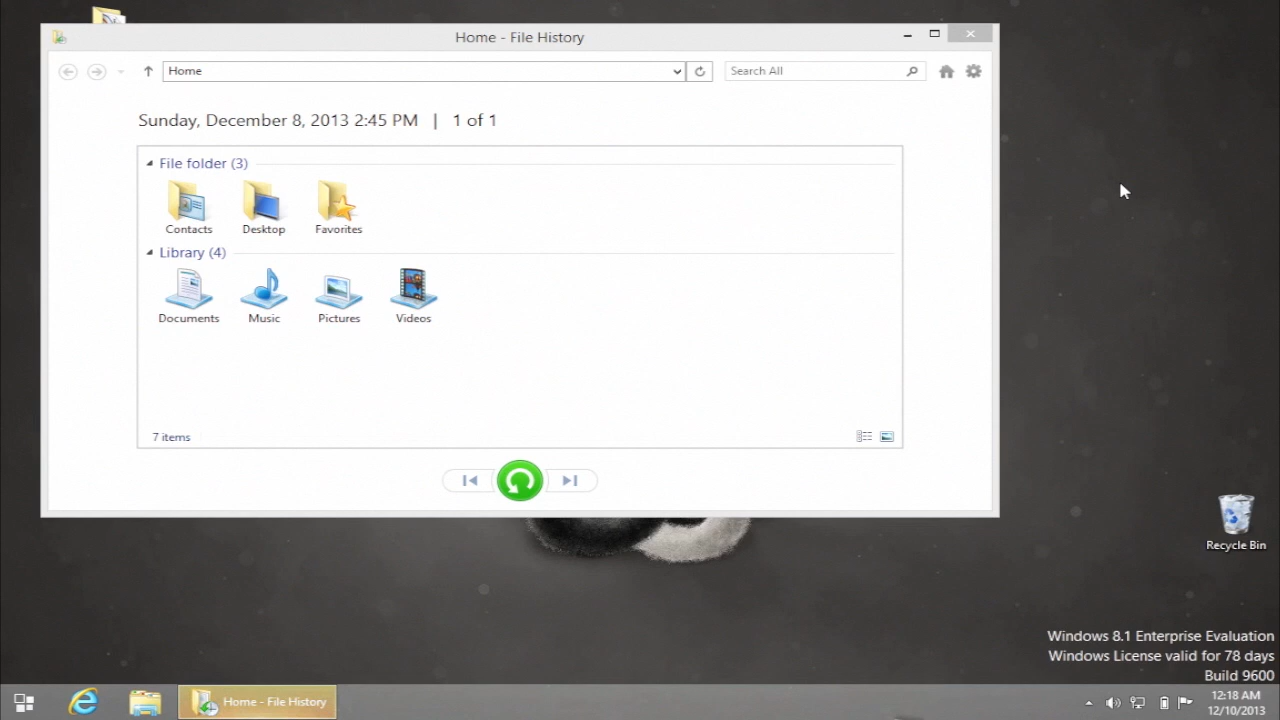 Home - File History
Home
Search All
Sunday, December 8, 2013 2:45 PM | 1 of 1
File folder (3)
Contacts
Desktop
Favorites
Library (4)
Documents
Music
Pictures
Videos
7 items
Recycle Bin
Windows 8.1 Enterprise Evaluation
Windows License valid for 78 days
Build 9600
Home - File History
12:18 AM
12/10/2013